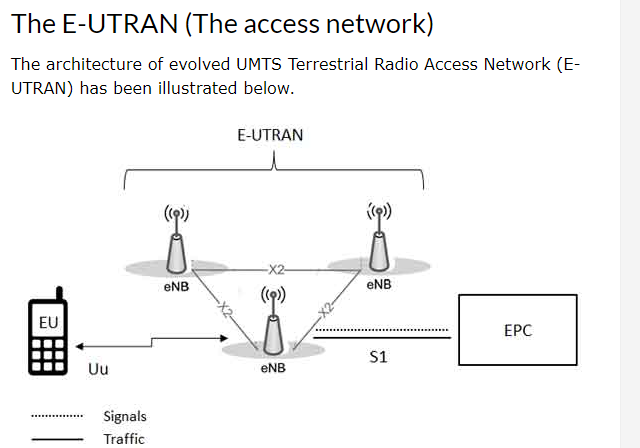 The E-UTRAN (The access network)
The architecture of evolved UMTS Terrestrial Radio Access Network (E-
UTRAN) has been illustrated below.
E-UTRAN
eNB
X2
eNB
X2
X2
EU
Uu
eNB
S1
EPC
Signals
Traffic